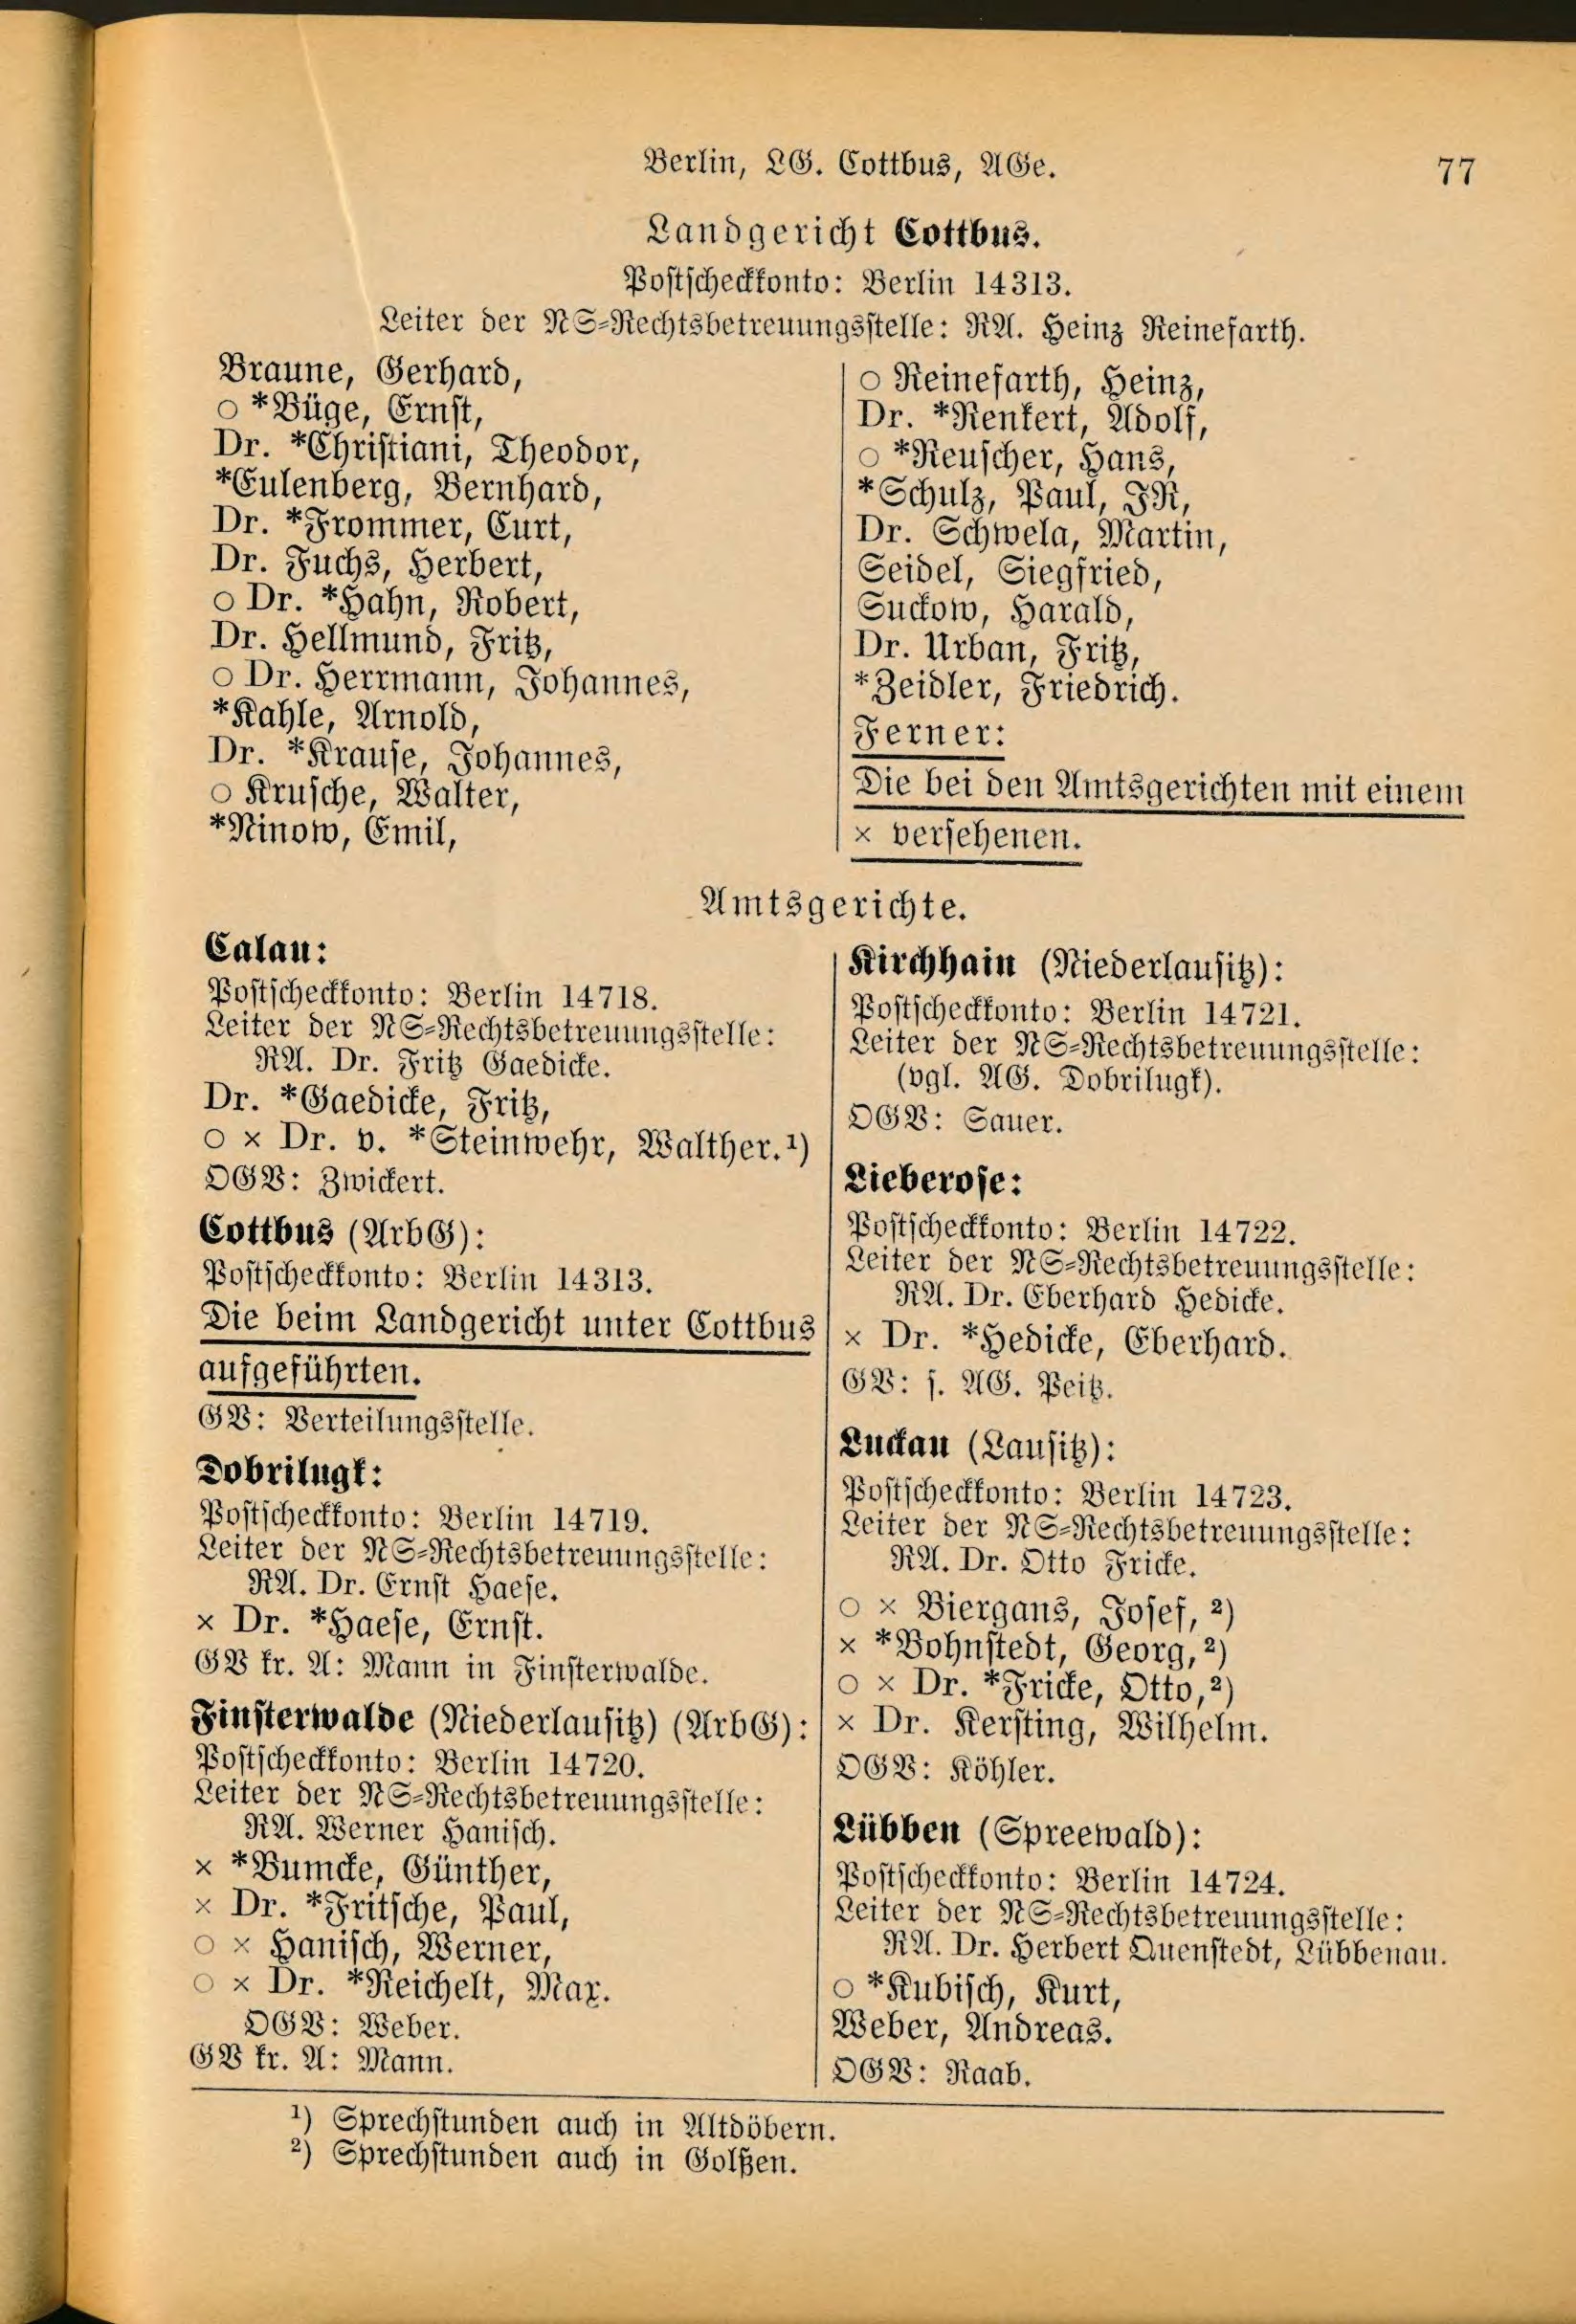 Berlin, LG. Cottbus, AGe.
77
Landgericht Cottbus.
Postscheckkonto: Berlin 14313.
Leiter der NS-Rechtsbetreuungsstelle: RA. Heinz Reinefarth.
Braune, Gerhard,
○ *Büge, Ernst,
Dr. *Christiani, Theodor,
*Eulenberg, Bernhard,
Dr. *Frommer, Curt,
Dr. Fuchs, Herbert,
○ Dr. *Hahn, Robert,
Dr. Hellmund, Fritz,
○ Dr. Herrmann, Johannes,
*Kahle, Arnold,
Dr. *Krause, Johannes,
○ Krusche, Walter,
*Ninow, Emil,
○ Reinefarth, Heinz,
Dr. *Renkert, Adolf,
○ *Reuscher, Hans,
*Schulz, Paul, JR,
Dr. Schwela, Martin,
Seidel, Siegfried,
Suckow, Harald,
Dr. Urban, Fritz,
*Zeidler, Friedrich.
Ferner:
Die bei den Amtsgerichten mit einem
× versehenen.
Amtsgerichte.
Calau:
Postscheckkonto: Berlin 14718.
Leiter der NS-Rechtsbetreuungsstelle:
RA. Dr. Fritz Gaedicke.
Dr. *Gaedicke, Fritz,
○ × Dr. v. *Steinwehr, Walther.¹)
OGV: Zwickert.
Cottbus (ArbG):
Postscheckkonto: Berlin 14313.
Die beim Landgericht unter Cottbus
aufgeführten.
GV: Verteilungsstelle.
Dobrilugk:
Postscheckkonto: Berlin 14719.
Leiter der NS-Rechtsbetreuungsstelle:
RA. Dr. Ernst Haese.
× Dr. *Haese, Ernst.
GV kr. A: Mann in Finsterwalde.
Finsterwalde (Niederlausitz) (ArbG):
Postscheckkonto: Berlin 14720.
Leiter der NS-Rechtsbetreuungsstelle:
RA. Werner Hanisch.
× *Bumcke, Günther,
× Dr. *Fritsche, Paul,
○ × Hanisch, Werner,
○ × Dr. *Reichelt, Max.
OGV: Weber.
GV kr. A: Mann.
Kirchhain (Niederlausitz):
Postscheckkonto: Berlin 14721.
Leiter der NS-Rechtsbetreuungsstelle:
(vgl. AG. Dobrilugk).
OGV: Sauer.
Lieberose:
Postscheckkonto: Berlin 14722.
Leiter der NS-Rechtsbetreuungsstelle:
RA. Dr. Eberhard Hedicke.
× Dr. *Hedicke, Eberhard.
GV: s. AG. Peitz.
Luckau (Lausitz):
Postscheckkonto: Berlin 14723.
Leiter der NS-Rechtsbetreuungsstelle:
RA. Dr. Otto Fricke.
○ × Biergans, Josef, ²)
× *Bohnstedt, Georg, ²)
○ × Dr. *Fricke, Otto, ²)
× Dr. Kersting, Wilhelm.
OGV: Köhler.
Lübben (Spreewald):
Postscheckkonto: Berlin 14724.
Leiter der NS-Rechtsbetreuungsstelle:
RA. Dr. Herbert Quenstedt, Lübbenau.
○ *Kubisch, Kurt,
Weber, Andreas.
OGV: Raab.
¹) Sprechstunden auch in Altdöbern.
²) Sprechstunden auch in Golßen.